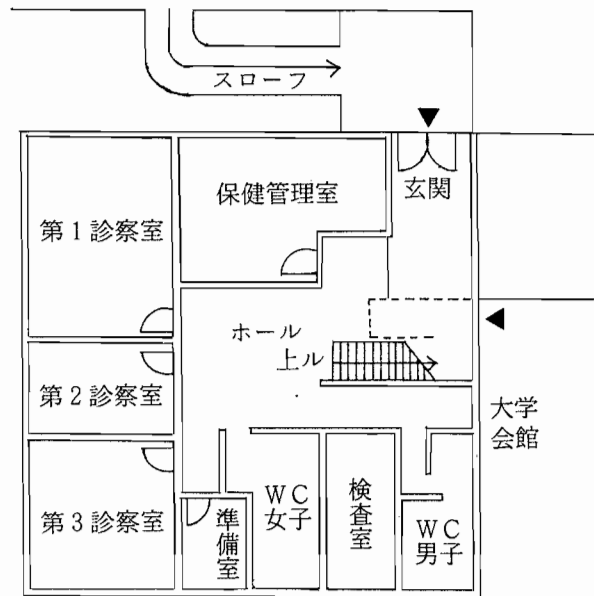 スローフ
玄関
保健管理室
第1診察室
ホール
上ル
第2診察室
大学
会館
第3診察室
準備室
WC
女子
検査室
WC
男子